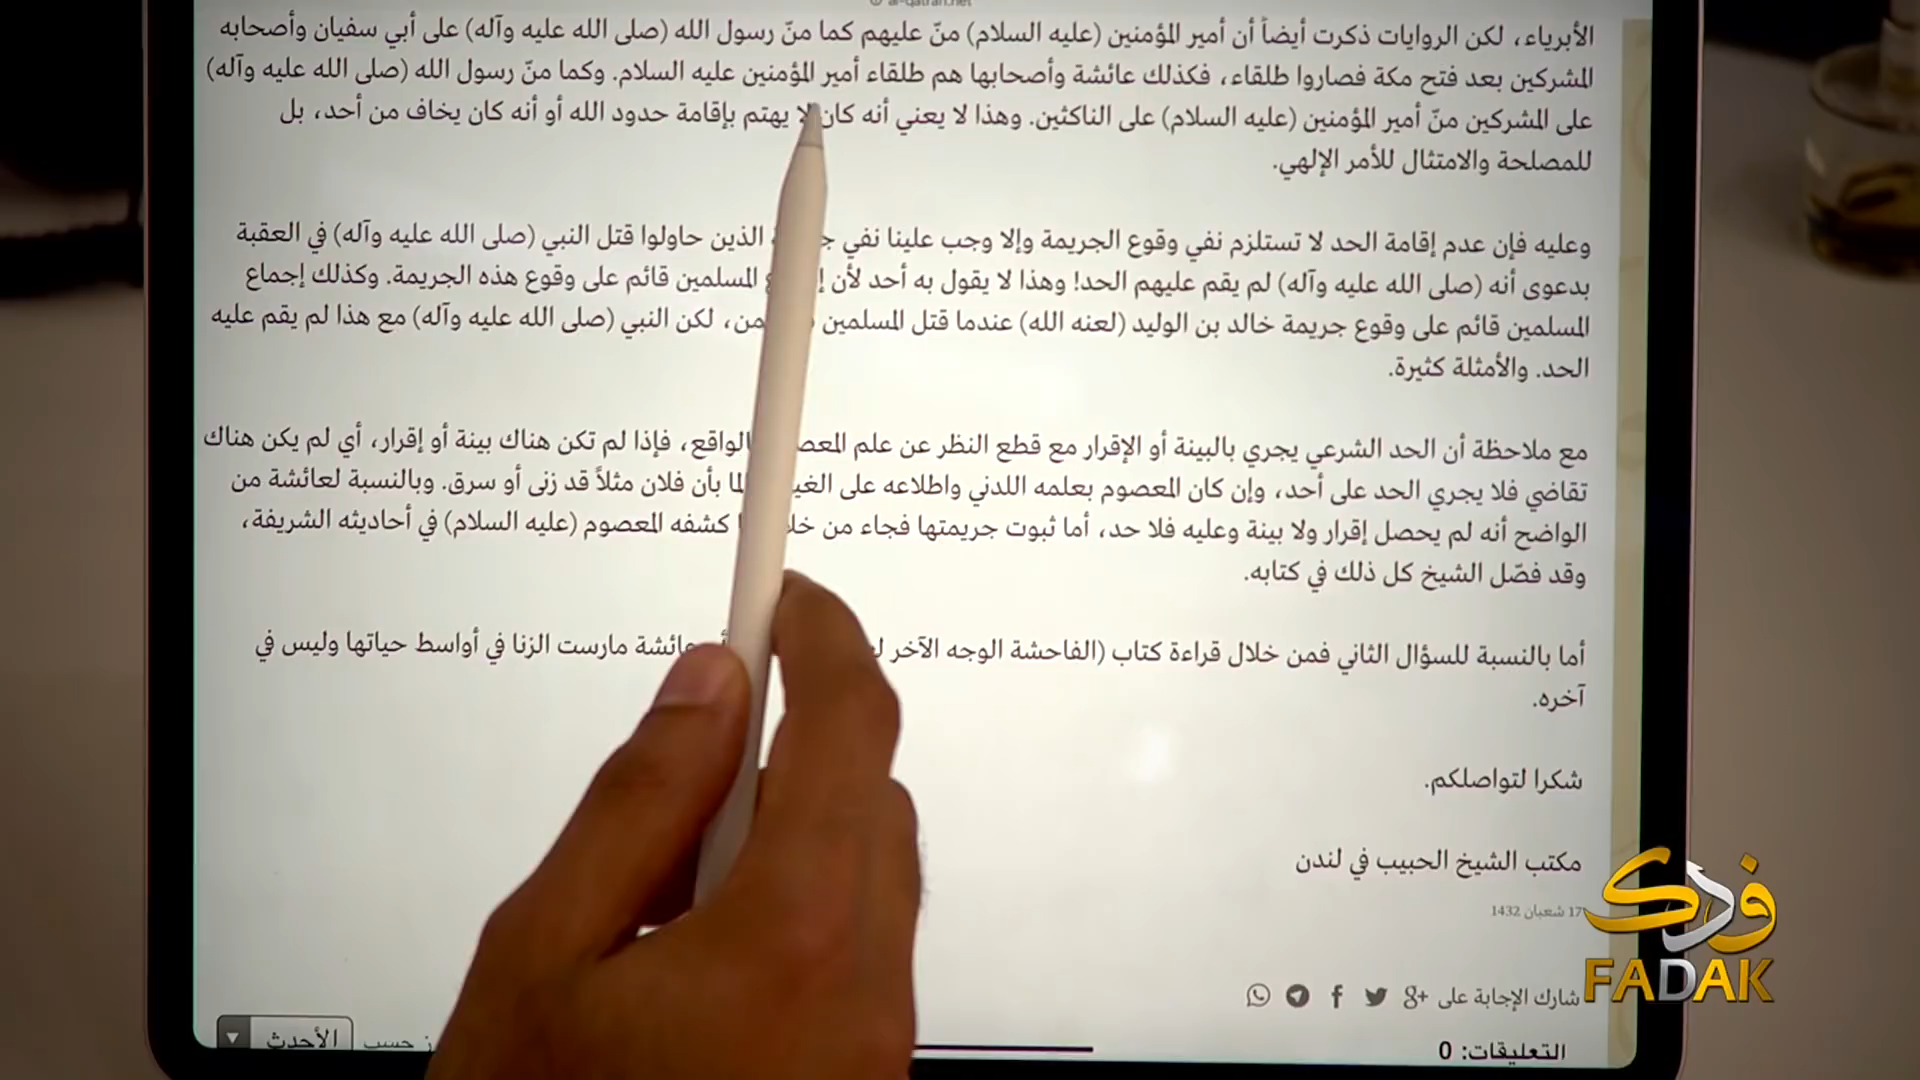 al-qatrah.net
الأبرياء، لكن الروايات ذكرت أيضاً أن أمير المؤمنين (عليه السلام) منّ عليهم كما منّ رسول الله (صلى الله عليه وآله) على أبي سفيان وأصحابه
المشركين بعد فتح مكة فصاروا طلقاء، فكذلك عائشة وأصحابها هم طلقاء أمير المؤمنين عليه السلام. وكما منّ رسول الله (صلى الله عليه وآله)
على المشركين منّ أمير المؤمنين (عليه السلام) على الناكثين. وهذا لا يعني أنه كان لا يهتم بإقامة حدود الله أو أنه كان يخاف من أحد، بل
للمصلحة والامتثال للأمر الإلهي.
وعليه فإن عدم إقامة الحد لا تستلزم نفي وقوع الجريمة وإلا وجب علينا نفي الذين حاولوا قتل النبي (صلى الله عليه وآله) في العقبة
بدعوى أنه (صلى الله عليه وآله) لم يقم عليهم الحد! وهذا لا يقول به أحد لأن المسلمين قائم على وقوع هذه الجريمة. وكذلك إجماع
المسلمين قائم على وقوع جريمة خالد بن الوليد (لعنه الله) عندما قتل المسلمين لكن النبي (صلى الله عليه وآله) مع هذا لم يقم عليه
الحد. والأمثلة كثيرة.
مع ملاحظة أن الحد الشرعي يجري بالبينة أو الإقرار مع قطع النظر عن علم بالواقع، فإذا لم تكن هناك بينة أو إقرار، أي لم يكن هناك
تقاضي فلا يجري الحد على أحد، وإن كان المعصوم بعلمه اللدني واطلاعه على بأن فلان مثلاً قد زنى أو سرق. وبالنسبة لعائشة من
الواضح أنه لم يحصل إقرار ولا بينة وعليه فلا حد، أما ثبوت جريمتها فجاء من كشفه المعصوم (عليه السلام) في أحاديثه الشريفة،
وقد فصّل الشيخ كل ذلك في كتابه.
أما بالنسبة للسؤال الثاني فمن خلال قراءة كتاب (الفاحشة الوجه الآخر عائشة مارست الزنا في أواسط حياتها وليس في
آخره.
شكرا لتواصلكم.
مكتب الشيخ الحبيب في لندن
17 شعبان 1432
شارك الإجابة على
التعليقات: 0
حسب الأحدث
فدك
FADAK